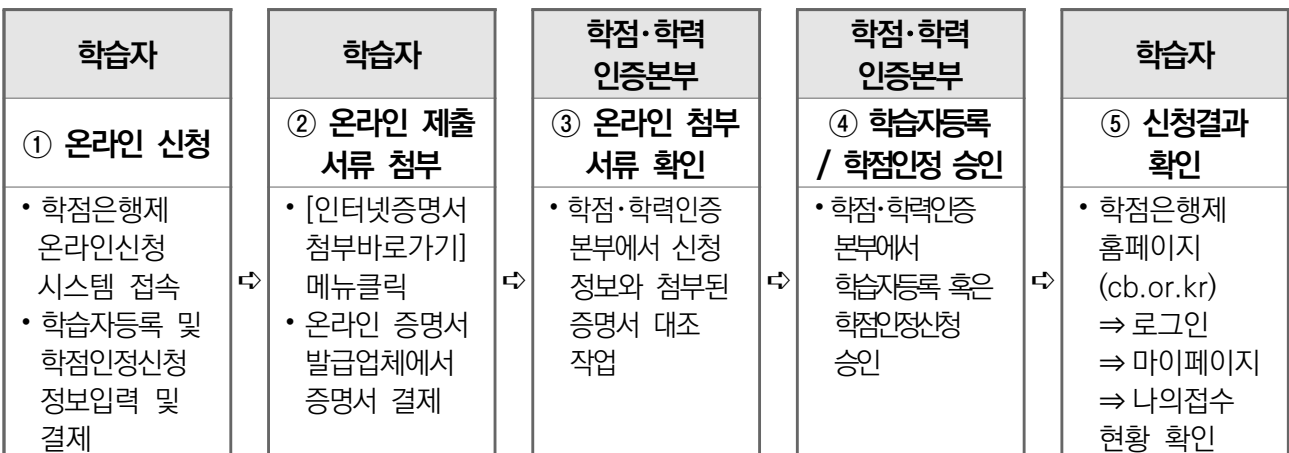 학습자
① 온라인 신청
• 학점은행제
온라인신청
시스템 접속
• 학습자등록 및
학점인정신청
정보입력 및
결제
➪
학습자
② 온라인 제출
서류 첨부
• [인터넷증명서
첨부바로가기]
메뉴클릭
• 온라인 증명서
발급업체에서
증명서 결제
➪
학점·학력
인증본부
③ 온라인 첨부
서류 확인
• 학점·학력인증
본부에서 신청
정보와 첨부된
증명서 대조
작업
➪
학점·학력
인증본부
④ 학습자등록
/ 학점인정 승인
• 학점·학력인증
본부에서
학습자등록 혹은
학점인정신청
승인
➪
학습자
⑤ 신청결과
확인
• 학점은행제
홈페이지
(cb.or.kr)
⇒ 로그인
⇒ 마이페이지
⇒ 나의접수
현황 확인